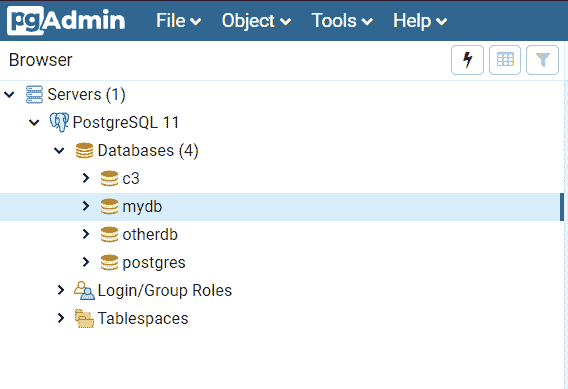 pgAdmin File Object Tools Help
Browser
Servers (1)
PostgreSQL 11
Databases (4)
c3
mydb
otherdb
postgres
Login/Group Roles
Tablespaces